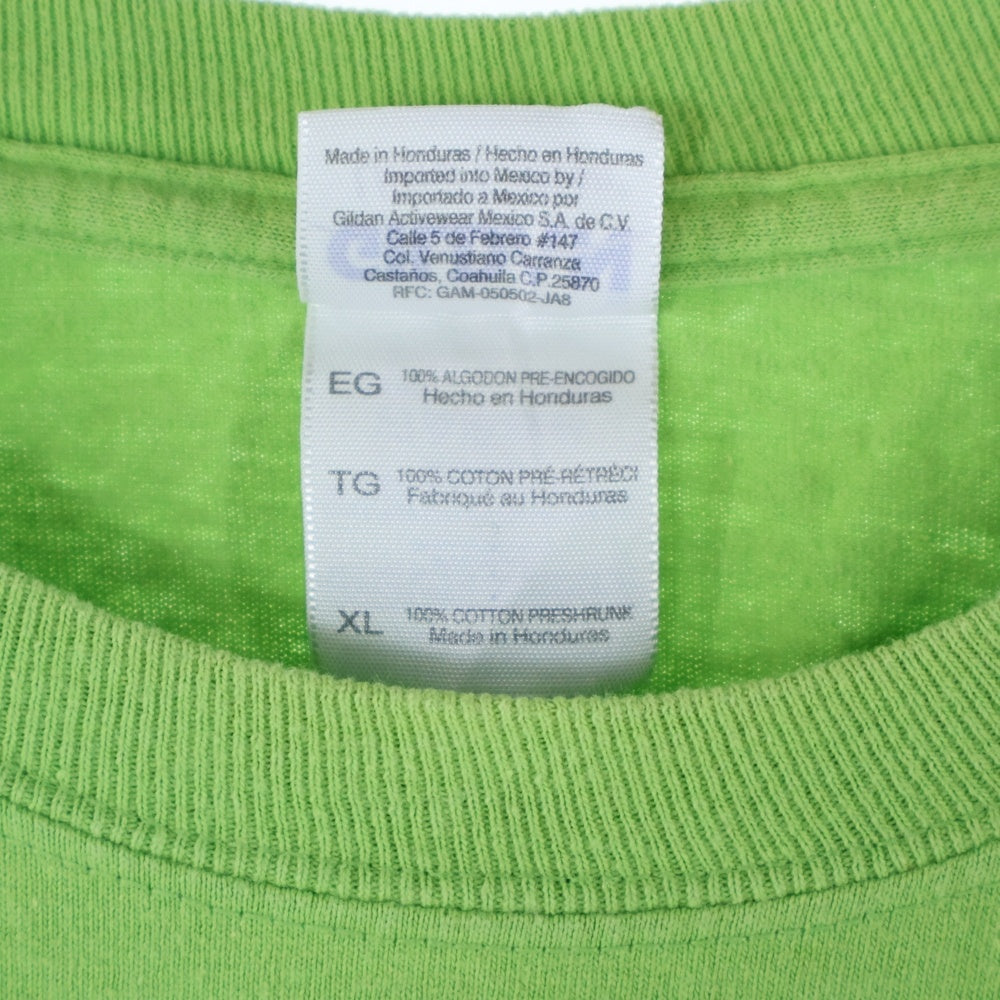 Made in Honduras / Hecho en Honduras
Imported into Mexico by /
Importado a Mexico por
Gildan Activewear Mexico S.A. de C.V.
Calle 5 de Febrero #147
Col. Venustiano Carranza
Castaños, Coahuila C.P.25870
RFC: GAM-050502-JA8
EG 100% ALGODON PRE-ENCOGIDO
Hecho en Honduras
TG 100% COTON PRÉ-RÉTRÉCI
Fabriqué au Honduras
XL 100% COTTON PRESHRUNK
Made in Honduras